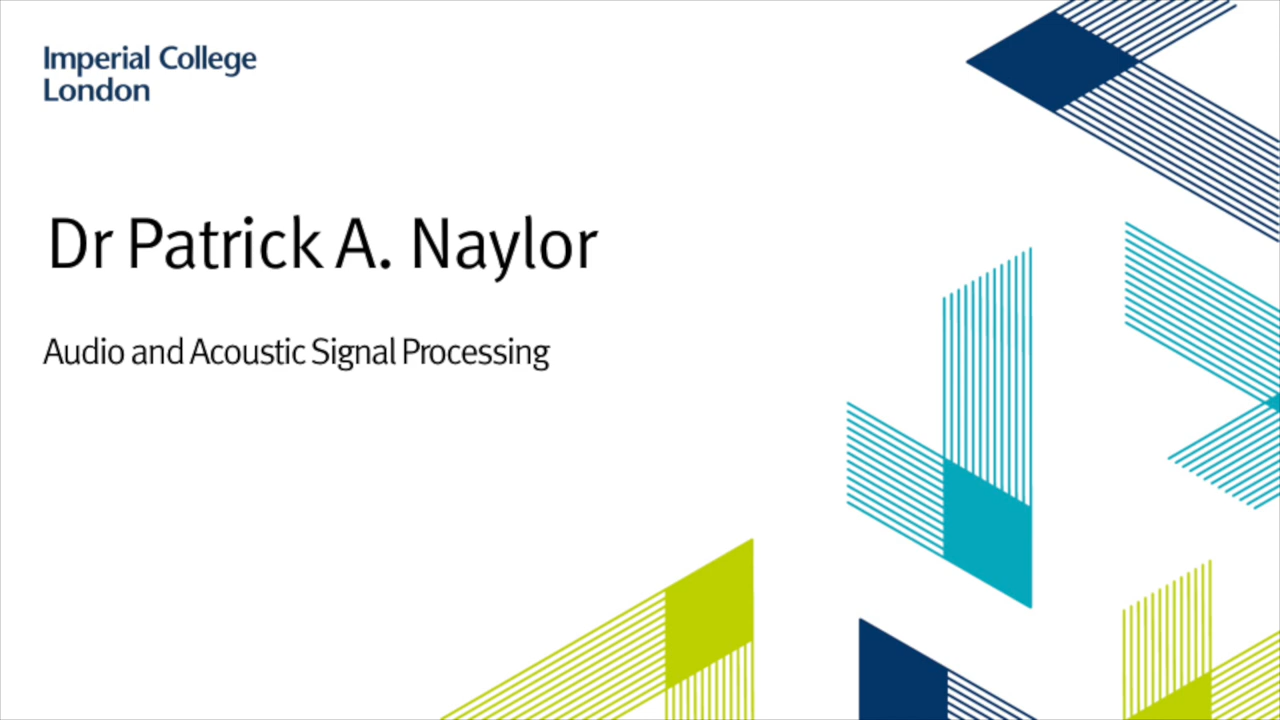 Imperial College
London
Dr Patrick A. Naylor
Audio and Acoustic Signal Processing